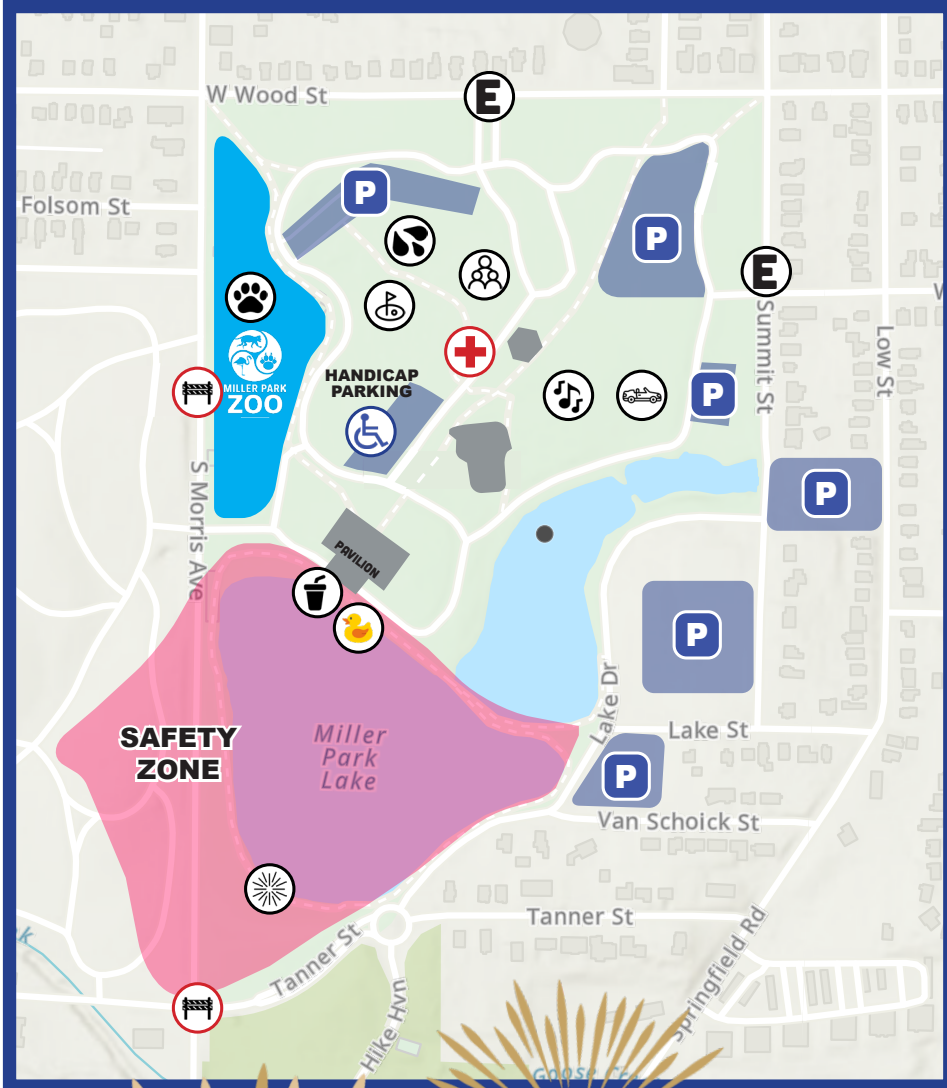 W Wood St
E
Folsom St
P
P
E
HANDICAP
PARKING
MILLER PARK
ZOO
P
Summit St
Low St
S Morris Ave
P
PAVILION
P
SAFETY
ZONE
Miller
Park
Lake
Lake Dr
Lake St
P
Van Schoick St
Tanner St
Tanner St
Springfield Rd
Hike Hvn
Goose